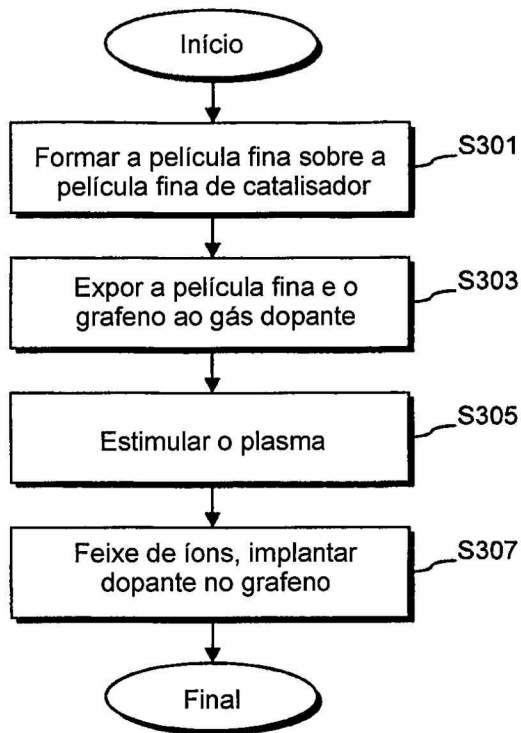 Início
Formar a película fina sobre a
película fina de catalisador
S301
Expor a película fina e o
grafeno ao gás dopante
S303
Estimular o plasma
S305
Feixe de íons, implantar
dopante no grafeno
S307
Final